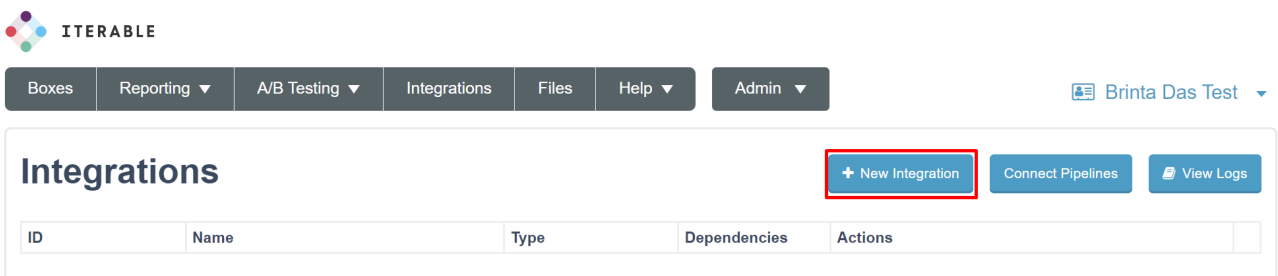 ITERABLE
Boxes Reporting ▼ A/B Testing ▼ Integrations Files Help ▼ Admin ▼ Brinta Das Test
Integrations + New Integration Connect Pipelines View Logs
ID Name Type Dependencies Actions